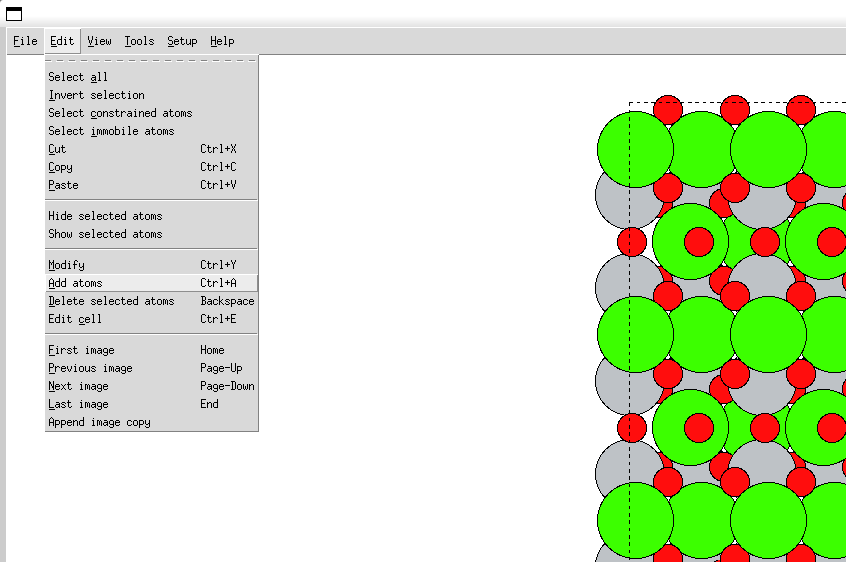 File Edit View Tools Setup Help
Select all
Invert selection
Select constrained atoms
Select immobile atoms
Cut Ctrl+X
Copy Ctrl+C
Paste Ctrl+V
Hide selected atoms
Show selected atoms
Modify Ctrl+Y
Add atoms Ctrl+A
Delete selected atoms Backspace
Edit cell Ctrl+E
First image Home
Previous image Page-Up
Next image Page-Down
Last image End
Append image copy